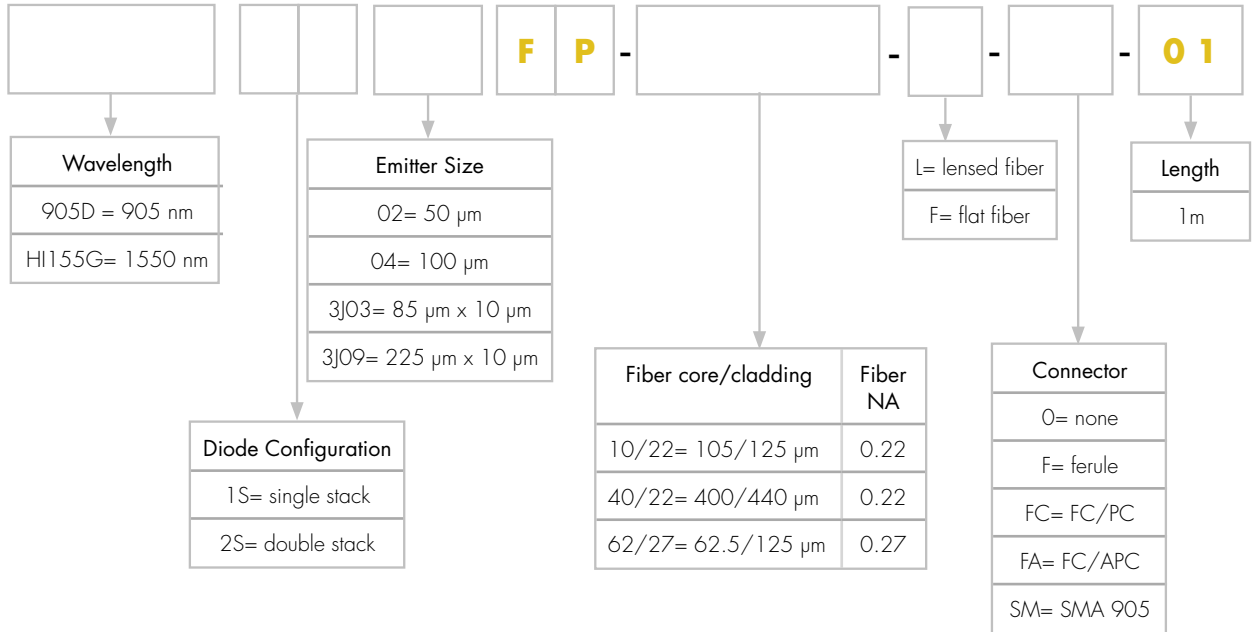 F P - - - 01
Wavelength
905D = 905 nm
HI155G= 1550 nm
Emitter Size
02= 50 µm
04= 100 µm
3J03= 85 µm x 10 µm
3J09= 225 µm x 10 µm
L= lensed fiber
F= flat fiber
Length
1m
Diode Configuration
1S= single stack
2S= double stack
Fiber core/cladding Fiber
NA
10/22= 105/125 µm 0.22
40/22= 400/440 µm 0.22
62/27= 62.5/125 µm 0.27
Connector
0= none
F= ferule
FC= FC/PC
FA= FC/APC
SM= SMA 905